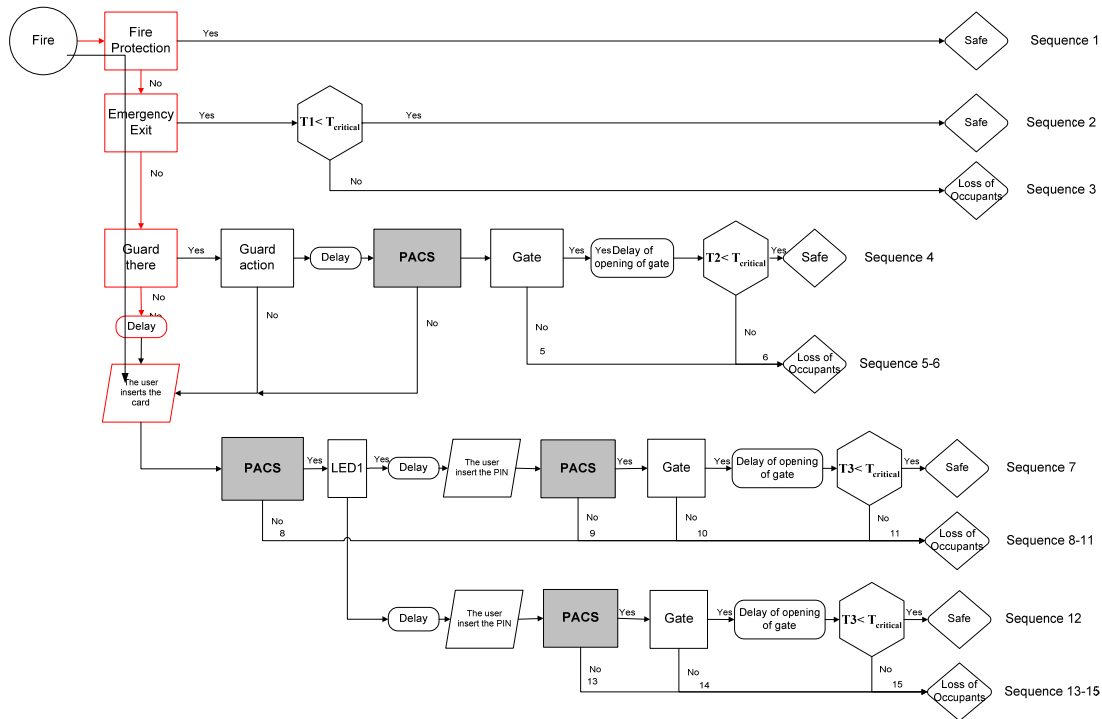 Fire
Fire
Protection
Yes
Safe
Sequence 1
No
Emergency
Exit
Yes
T1< Tcritical
Yes
Safe
Sequence 2
No
No
Loss of
Occupants
Sequence 3
Guard
there
Yes
Guard
action
Delay
PACS
Gate
Yes
Yes
Delay of
opening of gate
T2< Tcritical
Yes
Safe
Sequence 4
No
No
Delay
No
No
No
5
No
6
Loss of
Occupants
Sequence 5-6
The user
inserts the
card
PACS
Yes
LED1
Yes
Delay
The user
insert the PIN
PACS
Yes
Gate
Yes
Delay of opening
of gate
T3< Tcritical
Yes
Safe
Sequence 7
No
8
No
9
No
10
No
11
Loss of
Occupants
Sequence 8-11
Delay
The user
insert the PIN
PACS
Yes
Gate
Yes
Delay of opening
of gate
T3< Tcritical
Yes
Safe
Sequence 12
No
13
No
14
No
15
Loss of
Occupants
Sequence 13-15